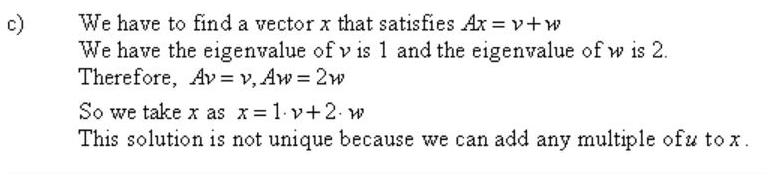 c) We have to find a vector x that satisfies Ax = v+w
We have the eigenvalue of v is 1 and the eigenvalue of w is 2.
Therefore, Av = v, Aw = 2w
So we take x as x = 1·v+2·w
This solution is not unique because we can add any multiple of u to x.